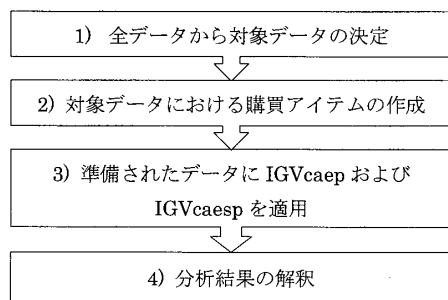 1) 全データから対象データの決定
2) 対象データにおける購買アイテムの作成
3) 準備されたデータに IGVcaep および
IGVcaesp を適用
4) 分析結果の解釈